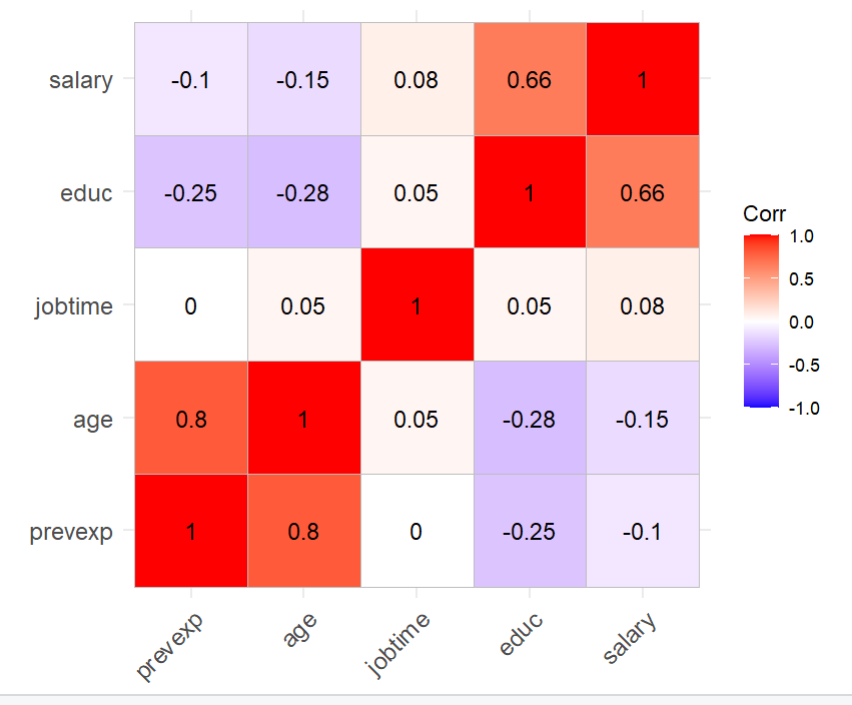 salary -0.1 -0.15 0.08 0.66 1
educ -0.25 -0.28 0.05 1 0.66
jobtime 0 0.05 1 0.05 0.08
age 0.8 1 0.05 -0.28 -0.15
prevexp 1 0.8 0 -0.25 -0.1
prevexp age jobtime educ salary
Corr
1.0
0.5
0.0
-0.5
-1.0